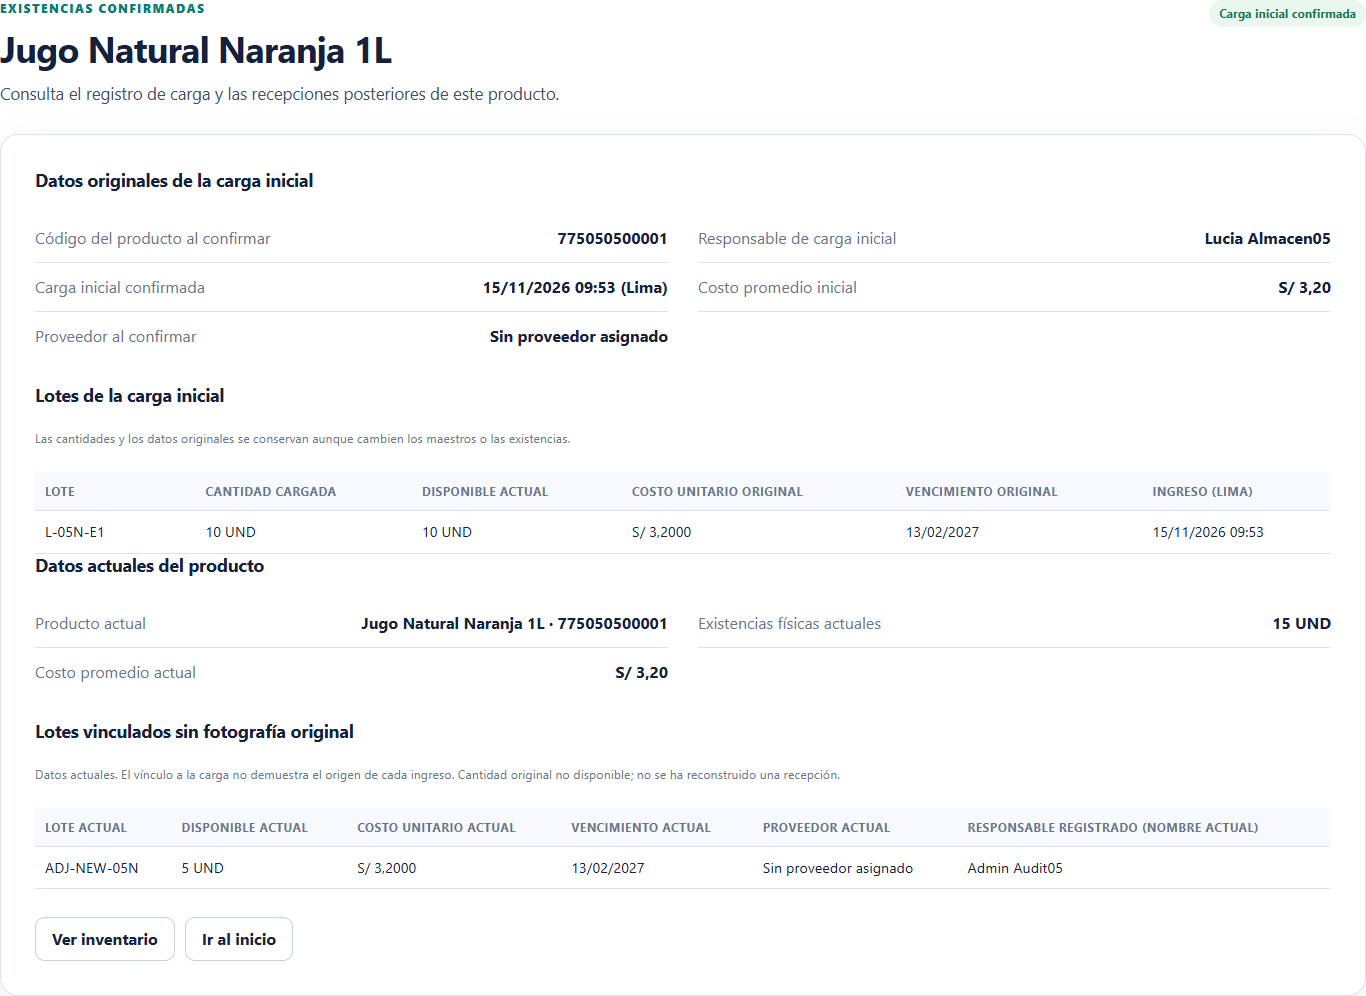 EXISTENCIAS CONFIRMADAS
Carga inicial confirmada
Jugo Natural Naranja 1L
Consulta el registro de carga y las recepciones posteriores de este producto.
Datos originales de la carga inicial
Código del producto al confirmar 775050500001 Responsable de carga inicial Lucia Almacen05
Carga inicial confirmada 15/11/2026 09:53 (Lima) Costo promedio inicial S/ 3,20
Proveedor al confirmar Sin proveedor asignado
Lotes de la carga inicial
Las cantidades y los datos originales se conservan aunque cambien los maestros o las existencias.
LOTE CANTIDAD CARGADA DISPONIBLE ACTUAL COSTO UNITARIO ORIGINAL VENCIMIENTO ORIGINAL INGRESO (LIMA)
L-05N-E1 10 UND 10 UND S/ 3,2000 13/02/2027 15/11/2026 09:53
Datos actuales del producto
Producto actual Jugo Natural Naranja 1L · 775050500001 Existencias físicas actuales 15 UND
Costo promedio actual S/ 3,20
Lotes vinculados sin fotografía original
Datos actuales. El vínculo a la carga no demuestra el origen de cada ingreso. Cantidad original no disponible; no se ha reconstruido una recepción.
LOTE ACTUAL DISPONIBLE ACTUAL COSTO UNITARIO ACTUAL VENCIMIENTO ACTUAL PROVEEDOR ACTUAL RESPONSABLE REGISTRADO (NOMBRE ACTUAL)
ADJ-NEW-05N 5 UND S/ 3,2000 13/02/2027 Sin proveedor asignado Admin Audit05
Ver inventario Ir al inicio